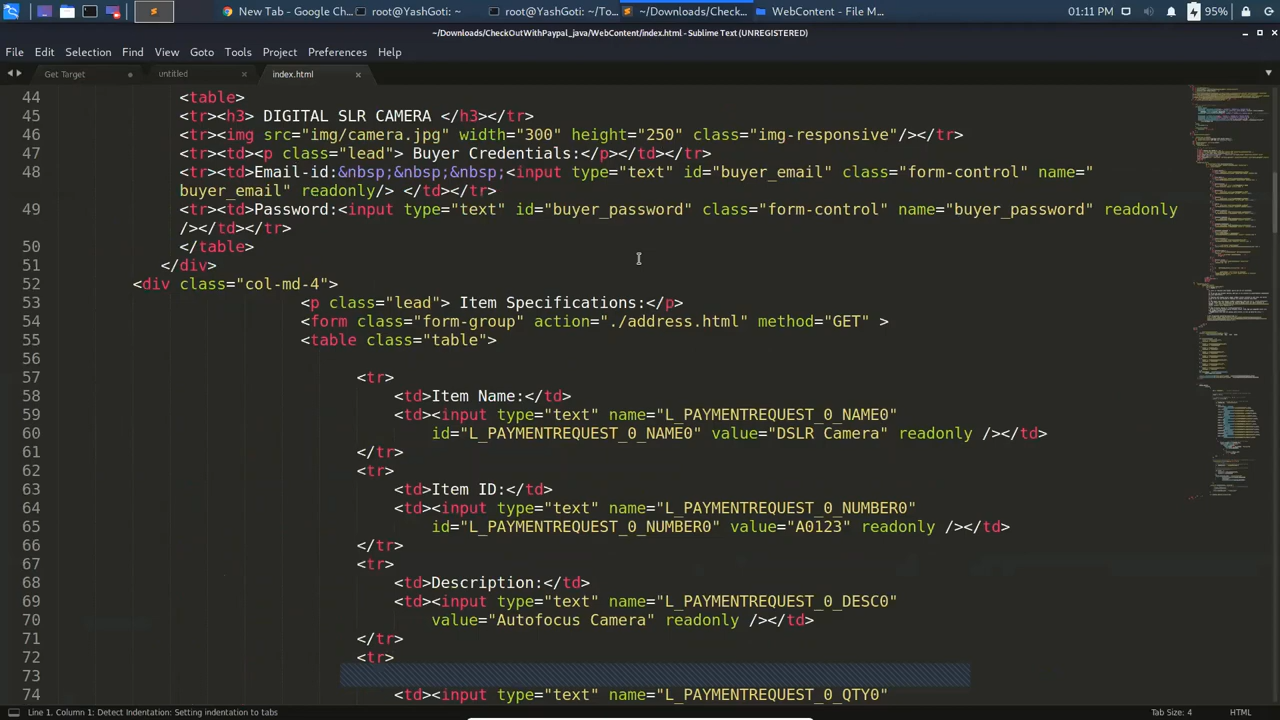 New Tab - Google Ch... root@YashGoti: ~ root@YashGoti: ~/To... ~/Downloads/Check... WebContent - File M... 01:11 PM 95%
~/Downloads/CheckOutWithPaypal_java/WebContent/index.html - Sublime Text (UNREGISTERED)
File Edit Selection Find View Goto Tools Project Preferences Help
Get Target untitled index.html
44 <table>
45 <tr><h3> DIGITAL SLR CAMERA </h3></tr>
46 <tr><img src="img/camera.jpg" width="300" height="250" class="img-responsive"/></tr>
47 <tr><td><p class="lead"> Buyer Credentials:</p></td></tr>
48 <tr><td>Email-id:&nbsp;&nbsp;&nbsp;<input type="text" id="buyer_email" class="form-control" name="
buyer_email" readonly/> </td></tr>
49 <tr><td>Password:<input type="text" id="buyer_password" class="form-control" name="buyer_password" readonly
/></td></tr>
50 </table>
51 </div>
52 <div class="col-md-4">
53 <p class="lead"> Item Specifications:</p>
54 <form class="form-group" action="./address.html" method="GET" >
55 <table class="table">
56
57 <tr>
58 <td>Item Name:</td>
59 <td><input type="text" name="L_PAYMENTREQUEST_0_NAME0"
60 id="L_PAYMENTREQUEST_0_NAME0" value="DSLR Camera" readonly /></td>
61 </tr>
62 <tr>
63 <td>Item ID:</td>
64 <td><input type="text" name="L_PAYMENTREQUEST_0_NUMBER0"
65 id="L_PAYMENTREQUEST_0_NUMBER0" value="A0123" readonly /></td>
66 </tr>
67 <tr>
68 <td>Description:</td>
69 <td><input type="text" name="L_PAYMENTREQUEST_0_DESC0"
70 value="Autofocus Camera" readonly /></td>
71 </tr>
72 <tr>
73
74 <td><input type="text" name="L_PAYMENTREQUEST_0_QTY0"
Line 1, Column 1; Detect Indentation: Setting indentation to tabs Tab Size: 4 HTML